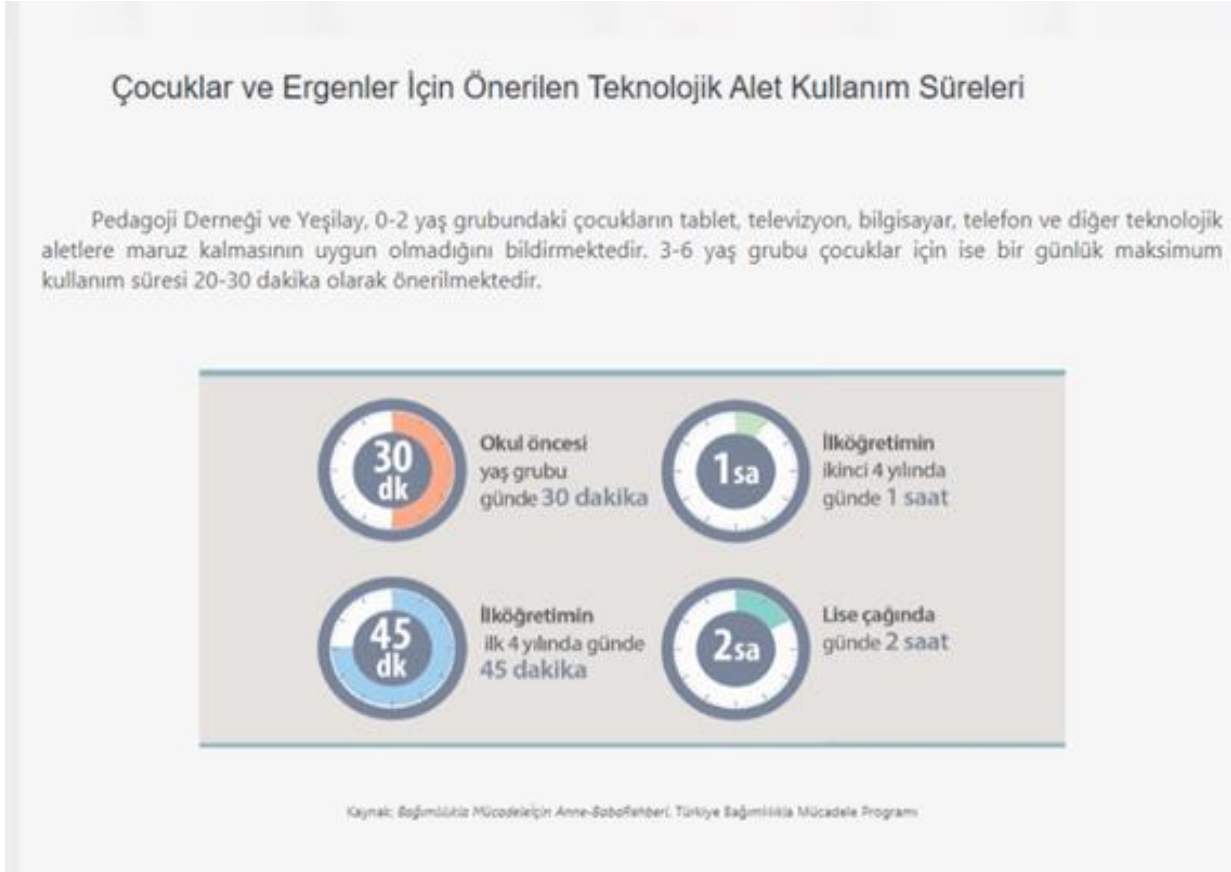 Çocuklar ve Ergenler İçin Önerilen Teknolojik Alet Kullanım Süreleri
Pedagoji Derneği ve Yeşilay, 0-2 yaş grubundaki çocukların tablet, televizyon, bilgisayar, telefon ve diğer teknolojik
aletlere maruz kalmasının uygun olmadığını bildirmektedir. 3-6 yaş grubu çocuklar için ise bir günlük maksimum
kullanım süresi 20-30 dakika olarak önerilmektedir.
30
dk
Okul öncesi
yaş grubu
günde 30 dakika
1 sa
İlköğretimin
ikinci 4 yılında
günde 1 saat
45
dk
İlköğretimin
ilk 4 yılında günde
45 dakika
2 sa
Lise çağında
günde 2 saat
Kaynak: Bağımlılıkla Mücadele İçin Anne-Baba Rehberi, Türkiye Bağımlılıkla Mücadele Programı